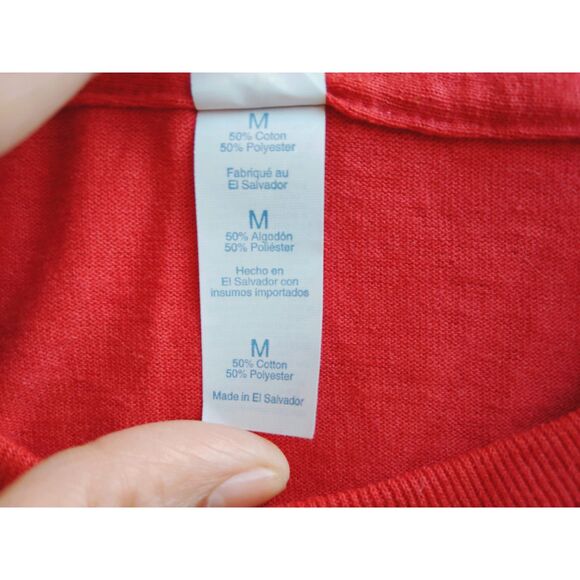 M
50% Coton
50% Polyester
Fabriqué au
El Salvador
M
50% Algodón
50% Poliéster
Hecho en
El Salvador con
insumos importados
M
50% Cotton
50% Polyester
Made in El Salvador